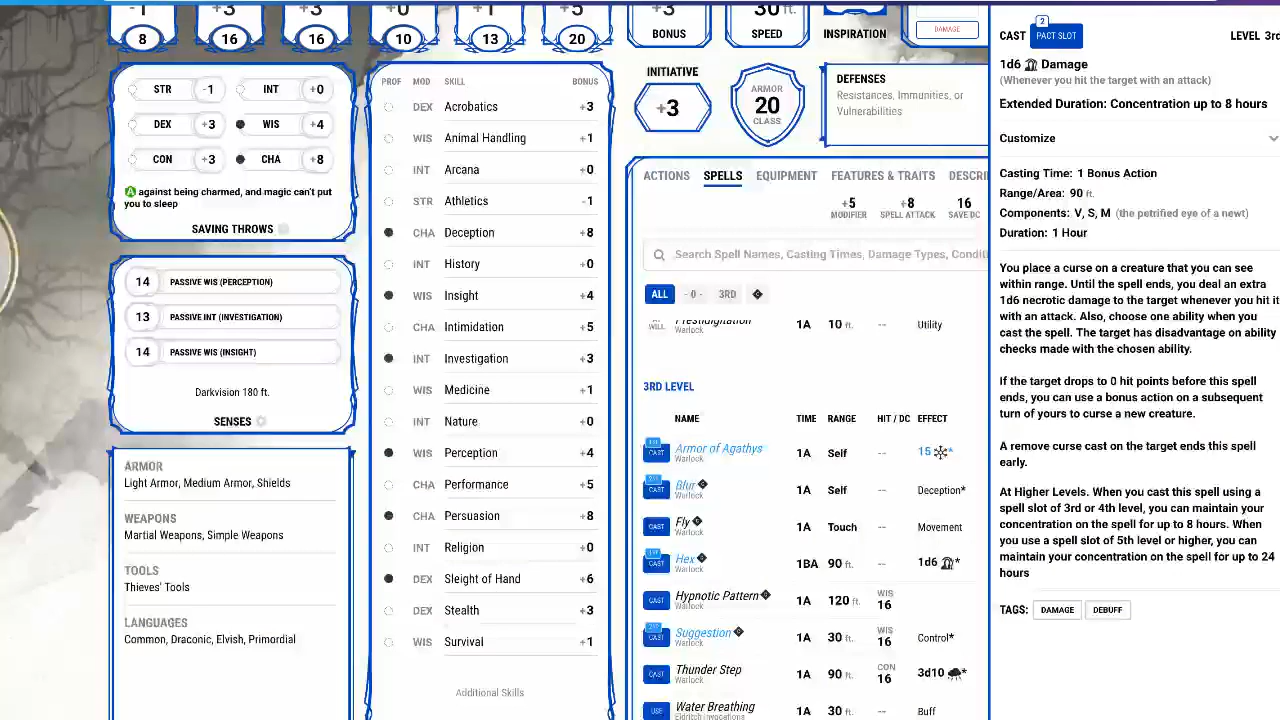 -1 +3 +3 +0 +1 +5 +3 30 ft.
8 16 16 10 13 20
BONUS SPEED INSPIRATION
DAMAGE
STR -1 INT +0
DEX +3 WIS +4
CON +3 CHA +8
A against being charmed, and magic can't put
you to sleep
SAVING THROWS
14 PASSIVE WIS (PERCEPTION)
13 PASSIVE INT (INVESTIGATION)
14 PASSIVE WIS (INSIGHT)
Darkvision 180 ft.
SENSES
ARMOR
Light Armor, Medium Armor, Shields
WEAPONS
Martial Weapons, Simple Weapons
TOOLS
Thieves' Tools
LANGUAGES
Common, Draconic, Elvish, Primordial
PROF MOD SKILL BONUS
DEX Acrobatics +3
WIS Animal Handling +1
INT Arcana +0
STR Athletics -1
CHA Deception +8
INT History +0
WIS Insight +4
CHA Intimidation +5
INT Investigation +3
WIS Medicine +1
INT Nature +0
WIS Perception +4
CHA Performance +5
CHA Persuasion +8
INT Religion +0
DEX Sleight of Hand +6
DEX Stealth +3
WIS Survival +1
Additional Skills
INITIATIVE
+3
ARMOR
20
CLASS
DEFENSES
Resistances, Immunities, or
Vulnerabilities
ACTIONS SPELLS EQUIPMENT FEATURES & TRAITS DESCRI
+5 +8 16
MODIFIER SPELL ATTACK SAVE DC
Search Spell Names, Casting Times, Damage Types, Conditi
ALL - 0 - 3RD
WILL Prestidigitation 1A 10 ft. -- Utility
Warlock
3RD LEVEL
NAME TIME RANGE HIT / DC EFFECT
CAST Armor of Agathys 1A Self -- 15 *
Warlock
CAST Blur 1A Self -- Deception*
Warlock
CAST Fly 1A Touch -- Movement
Warlock
CAST Hex 1BA 90 ft. -- 1d6 *
Warlock
CAST Hypnotic Pattern 1A 120 ft. WIS 16
Warlock
CAST Suggestion 1A 30 ft. WIS 16 Control*
Warlock
CAST Thunder Step 1A 90 ft. CON 16 3d10 *
Warlock
USE Water Breathing 1A 30 ft. -- Buff
Eldritch Invocations
2
CAST PACT SLOT LEVEL 3rd
1d6 Damage
(Whenever you hit the target with an attack)
Extended Duration: Concentration up to 8 hours
Customize
Casting Time: 1 Bonus Action
Range/Area: 90 ft.
Components: V, S, M (the petrified eye of a newt)
Duration: 1 Hour
You place a curse on a creature that you can see
within range. Until the spell ends, you deal an extra
1d6 necrotic damage to the target whenever you hit it
with an attack. Also, choose one ability when you
cast the spell. The target has disadvantage on ability
checks made with the chosen ability.
If the target drops to 0 hit points before this spell
ends, you can use a bonus action on a subsequent
turn of yours to curse a new creature.
A remove curse cast on the target ends this spell
early.
At Higher Levels. When you cast this spell using a
spell slot of 3rd or 4th level, you can maintain your
concentration on the spell for up to 8 hours. When
you use a spell slot of 5th level or higher, you can
maintain your concentration on the spell for up to 24
hours
TAGS: DAMAGE DEBUFF